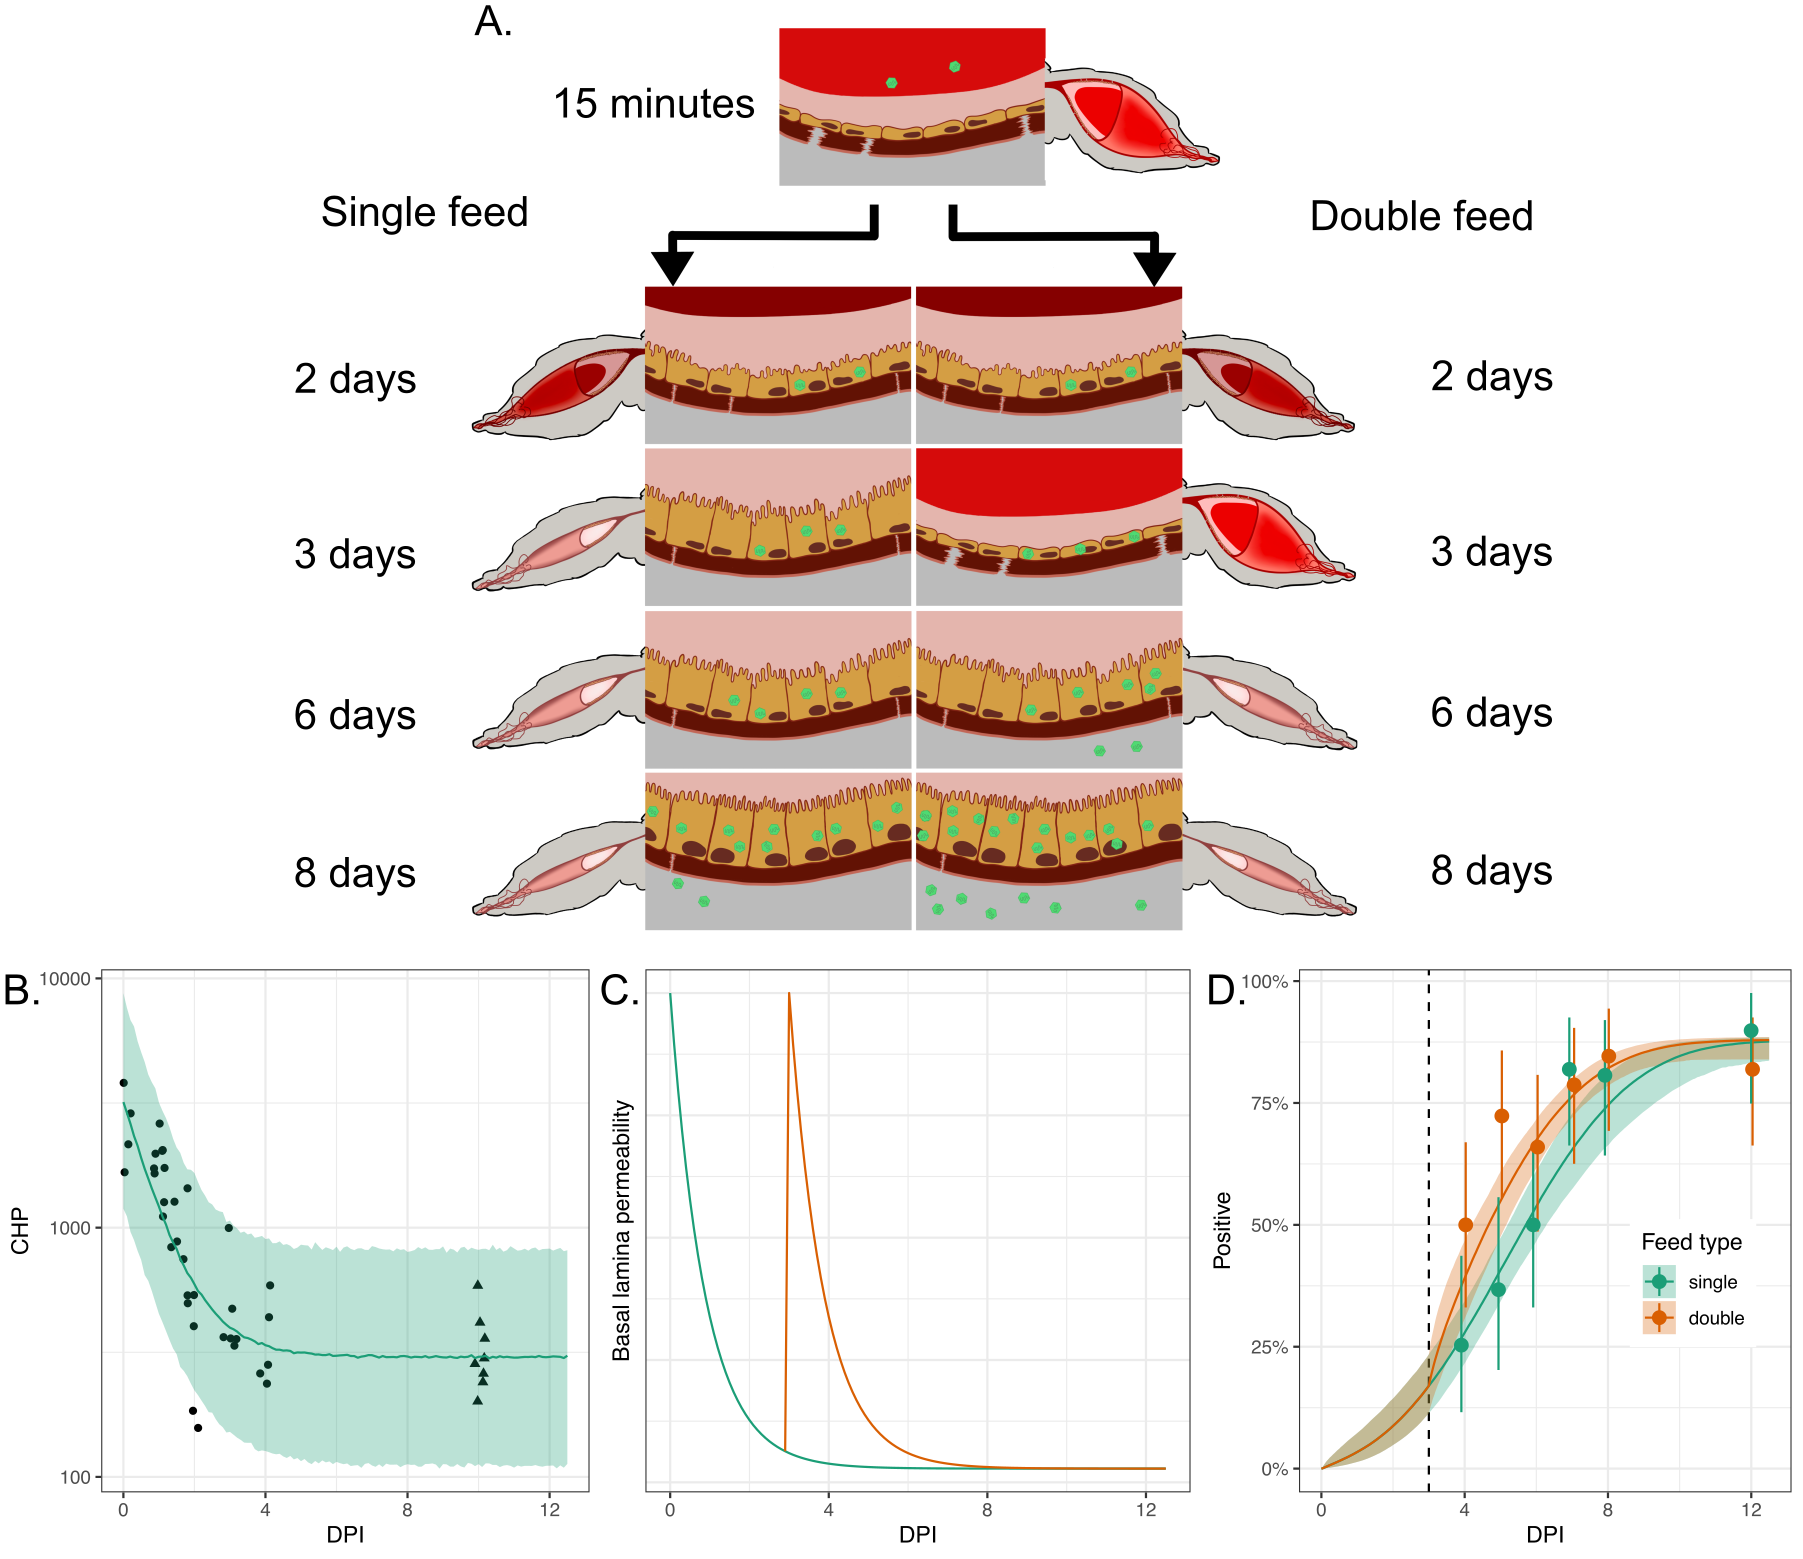 A.
15 minutes
Single feed
Double feed
2 days
2 days
3 days
3 days
6 days
6 days
8 days
8 days
B.
10000
1000
100
CHP
0
4
8
12
DPI
C.
Basal lamina permeability
0
4
8
12
DPI
D.
100%
75%
50%
25%
0%
Positive
Feed type
single
double
0
4
8
12
DPI